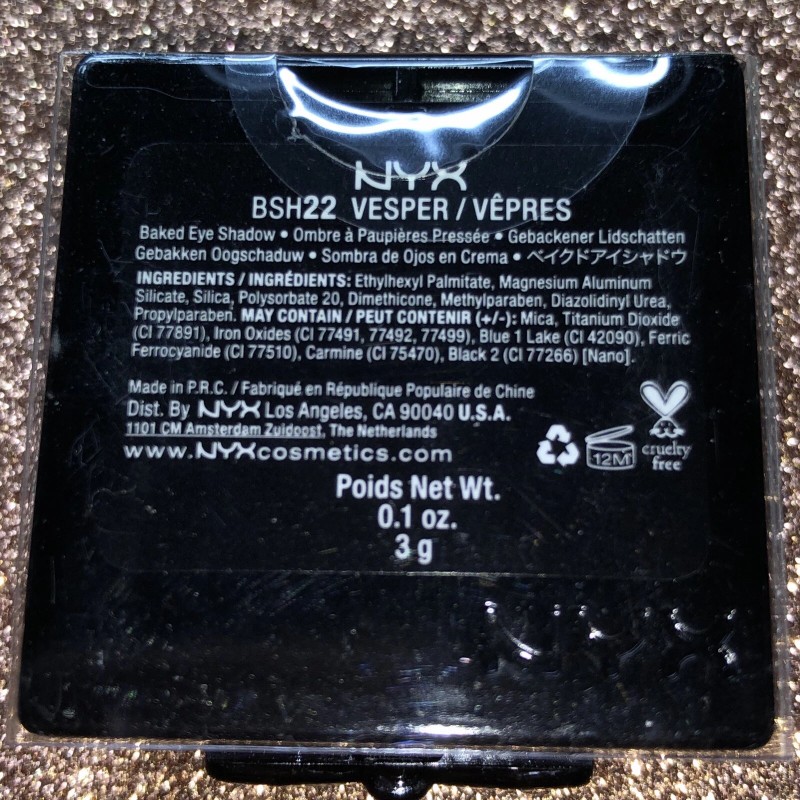 NYX
BSH22 VESPER / VÊPRES
Baked Eye Shadow • Ombre à Paupières Pressée • Gebackener Lidschatten
Gebakken Oogschaduw • Sombra de Ojos en Crema • ベイクドアイシャドウ
INGREDIENTS / INGRÉDIENTS: Ethylhexyl Palmitate, Magnesium Aluminum
Silicate, Silica, Polysorbate 20, Dimethicone, Methylparaben, Diazolidinyl Urea,
Propylparaben. MAY CONTAIN / PEUT CONTENIR (+/-): Mica, Titanium Dioxide
(CI 77891), Iron Oxides (CI 77491, 77492, 77499), Blue 1 Lake (CI 42090), Ferric
Ferrocyanide (CI 77510), Carmine (CI 75470), Black 2 (CI 77266) [Nano].
Made in P.R.C. / Fabriqué en République Populaire de Chine
Dist. By NYX Los Angeles, CA 90040 U.S.A.
1101 CM Amsterdam Zuidoost, The Netherlands
www.NYXcosmetics.com
12M
cruelty
free
Poids Net Wt.
0.1 oz.
3 g
NYX